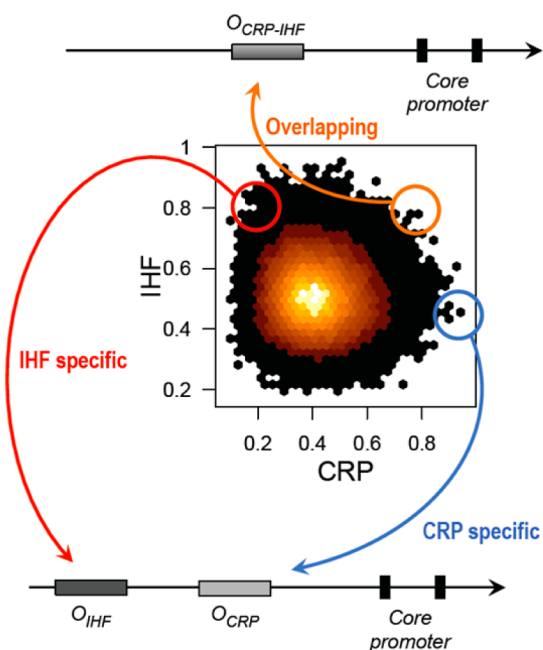 O_CRP-IHF
Core
promoter
Overlapping
1
0.8
0.6
0.4
0.2
IHF
0.2 0.4 0.6 0.8
CRP
IHF specific
CRP specific
O_IHF
O_CRP
Core
promoter